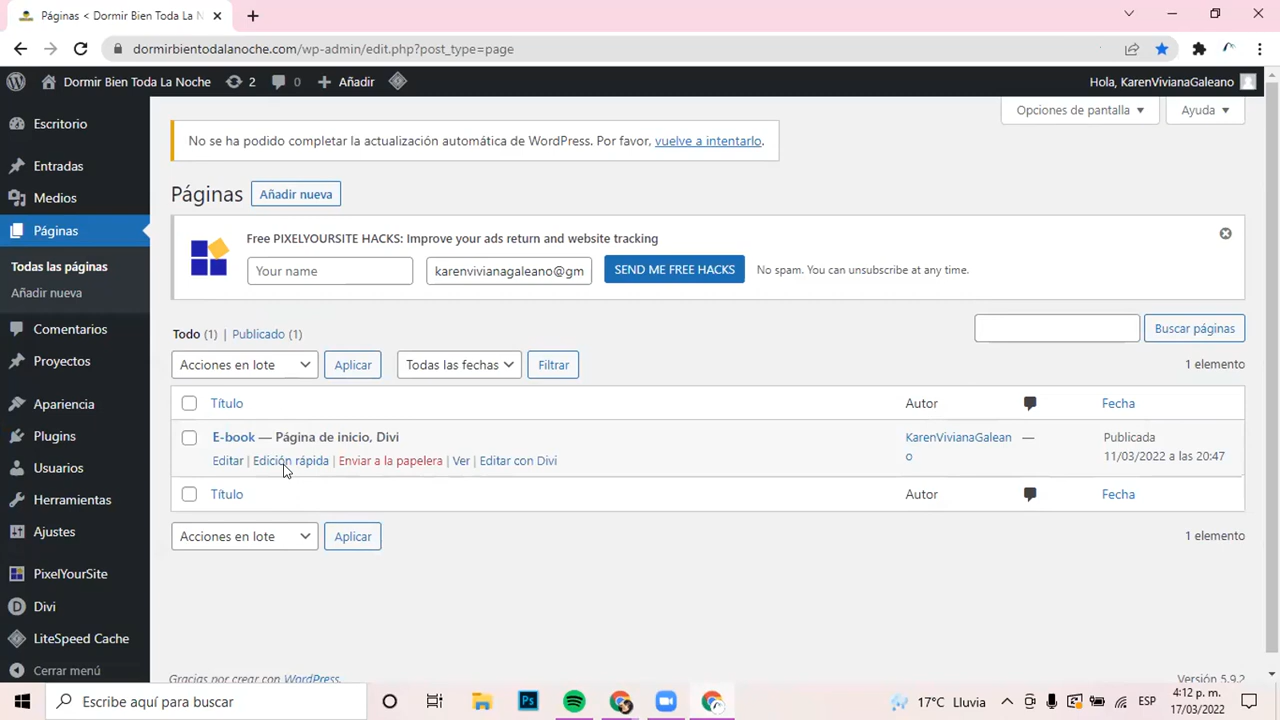 Páginas < Dormir Bien Toda La N
dormirbientodalanoche.com/wp-admin/edit.php?post_type=page
Dormir Bien Toda La Noche
2
0
Añadir
Hola, KarenVivianaGaleano
Escritorio
Entradas
Medios
Páginas
Todas las páginas
Añadir nueva
Comentarios
Proyectos
Apariencia
Plugins
Usuarios
Herramientas
Ajustes
PixelYourSite
Divi
LiteSpeed Cache
Cerrar menú
Opciones de pantalla
Ayuda
No se ha podido completar la actualización automática de WordPress. Por favor, vuelve a intentarlo.
Páginas
Añadir nueva
Free PIXELYOURSITE HACKS: Improve your ads return and website tracking
Your name
karenvivianagaleano@gm
SEND ME FREE HACKS
No spam. You can unsubscribe at any time.
Todo (1) | Publicado (1)
Buscar páginas
Acciones en lote
Aplicar
Todas las fechas
Filtrar
1 elemento
Título
Autor
Fecha
E-book — Página de inicio, Divi
Editar | Edición rápida | Enviar a la papelera | Ver | Editar con Divi
KarenVivianaGalean
o
—
Publicada
11/03/2022 a las 20:47
Título
Autor
Fecha
Acciones en lote
Aplicar
1 elemento
Gracias por crear con WordPress.
Versión 5.9.2
Escribe aquí para buscar
Ps
17°C Lluvia
ESP
4:12 p. m.
17/03/2022